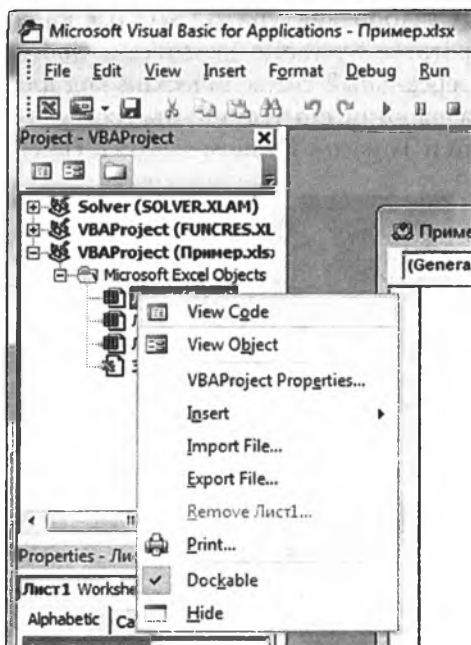 Microsoft Visual Basic for Applications - Пример.xlsx
File Edit View Insert Format Debug Run
Project - VBAProject
Solver (SOLVER.XLAM)
VBAProject (FUNCRES.XL
VBAProject (Пример.xls
Microsoft Excel Objects
View Code
View Object
VBAProject Properties...
Insert
Import File...
Export File...
Remove Лист1...
Print...
Dockable
Hide
Properties - Ли
Лист1 Workshe
Alphabetic Ca
Приме
(Genera